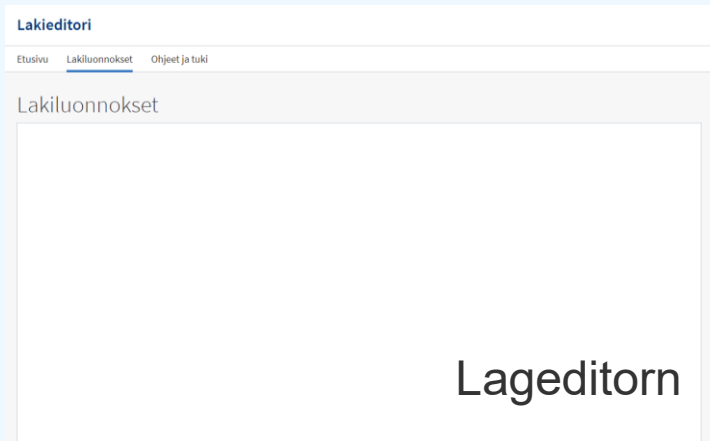 Lakieditori
Etusivu Lakiluonnokset Ohjeet ja tuki
Lakiluonnokset
Lageditorn